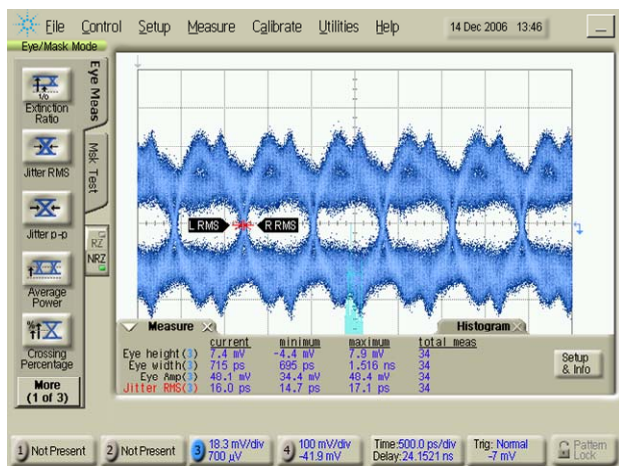 File Control Setup Measure Calibrate Utilities Help 14 Dec 2006 13:46
Eye/Mask Mode
Extinction
Ratio
Jitter RMS
Jitter p-p
Average
Power
Crossing
Percentage
More
(1 of 3)
Eye Meas
Msk Test
RZ
NRZ
L RMS R RMS
Measure Histogram
current minimum maximum total meas
Eye height(3) 7.4 mV -4.4 mV 7.9 mV 34
Eye width(3) 715 ps 695 ps 1.516 ns 34
Eye Amp(3) 48.1 mV 34.4 mV 48.4 mV 34
Jitter RMS(3) 16.0 ps 14.7 ps 17.1 ps 34
Setup
& Info
1 Not Present 2 Not Present 3 18.3 mV/div 4 100 mV/div Time:500.0 ps/div Trig: Normal Pattern
700 µV -41.9 mV Delay:24.1521 ns -7 mV Lock